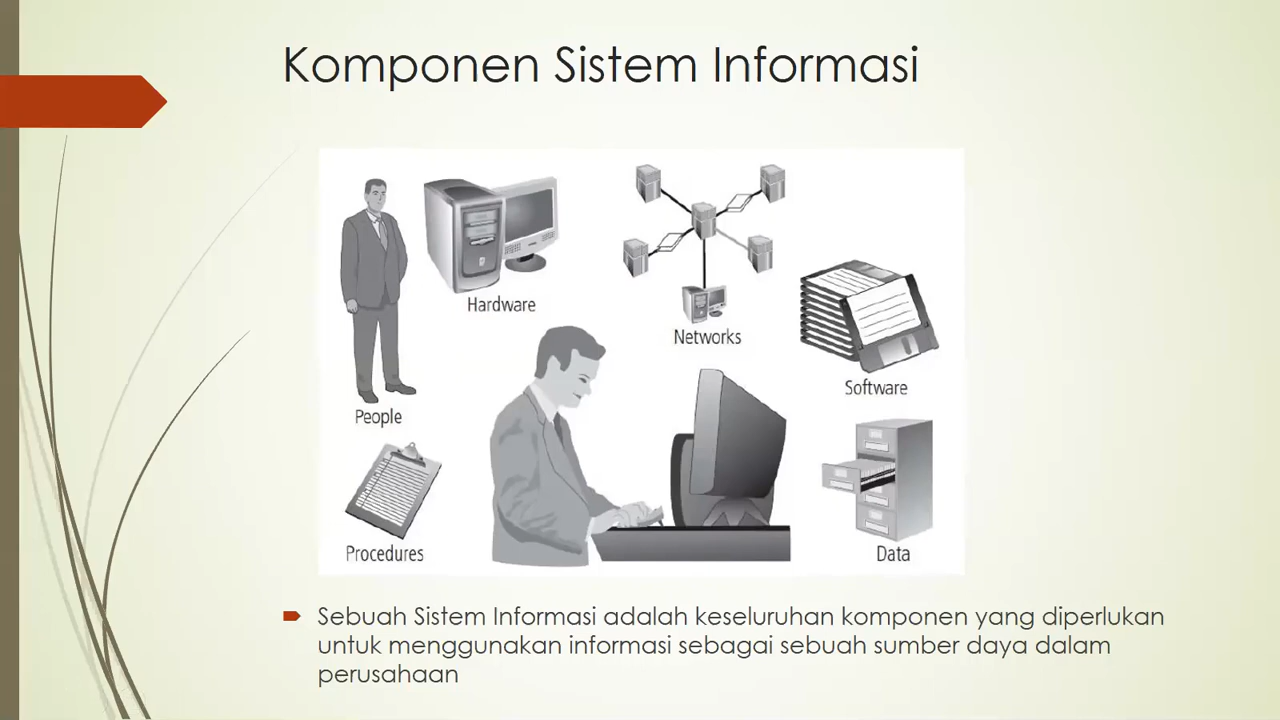 Komponen Sistem Informasi
Hardware
Networks
Software
People
Procedures
Data
Sebuah Sistem Informasi adalah keseluruhan komponen yang diperlukan
untuk menggunakan informasi sebagai sebuah sumber daya dalam
perusahaan